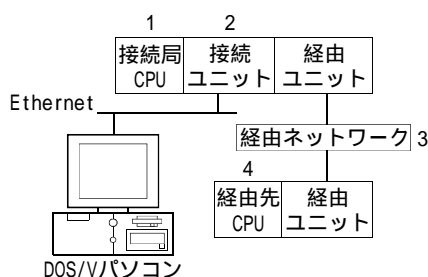 1 2
接続局 接続 経由
CPU ユニット ユニット
Ethernet
経由ネットワーク 3
4
経由先 経由
CPU ユニット
DOS/Vパソコン